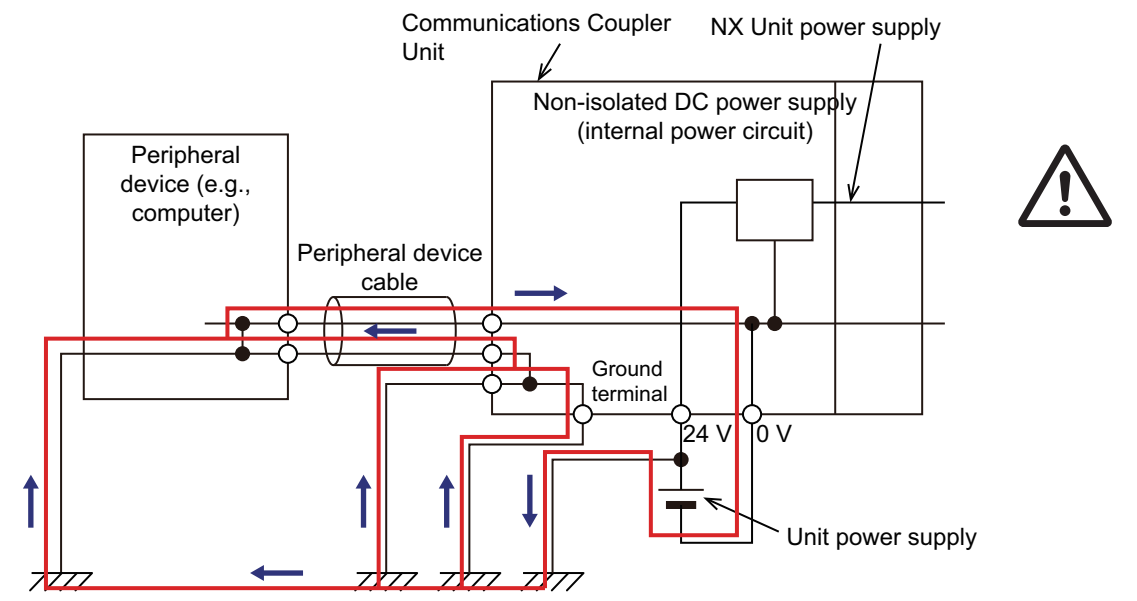 Communications Coupler
Unit
NX Unit power supply
Non-isolated DC power supply
(internal power circuit)
Peripheral
device (e.g.,
computer)
Peripheral device
cable
Ground
terminal
24 V
0 V
Unit power supply